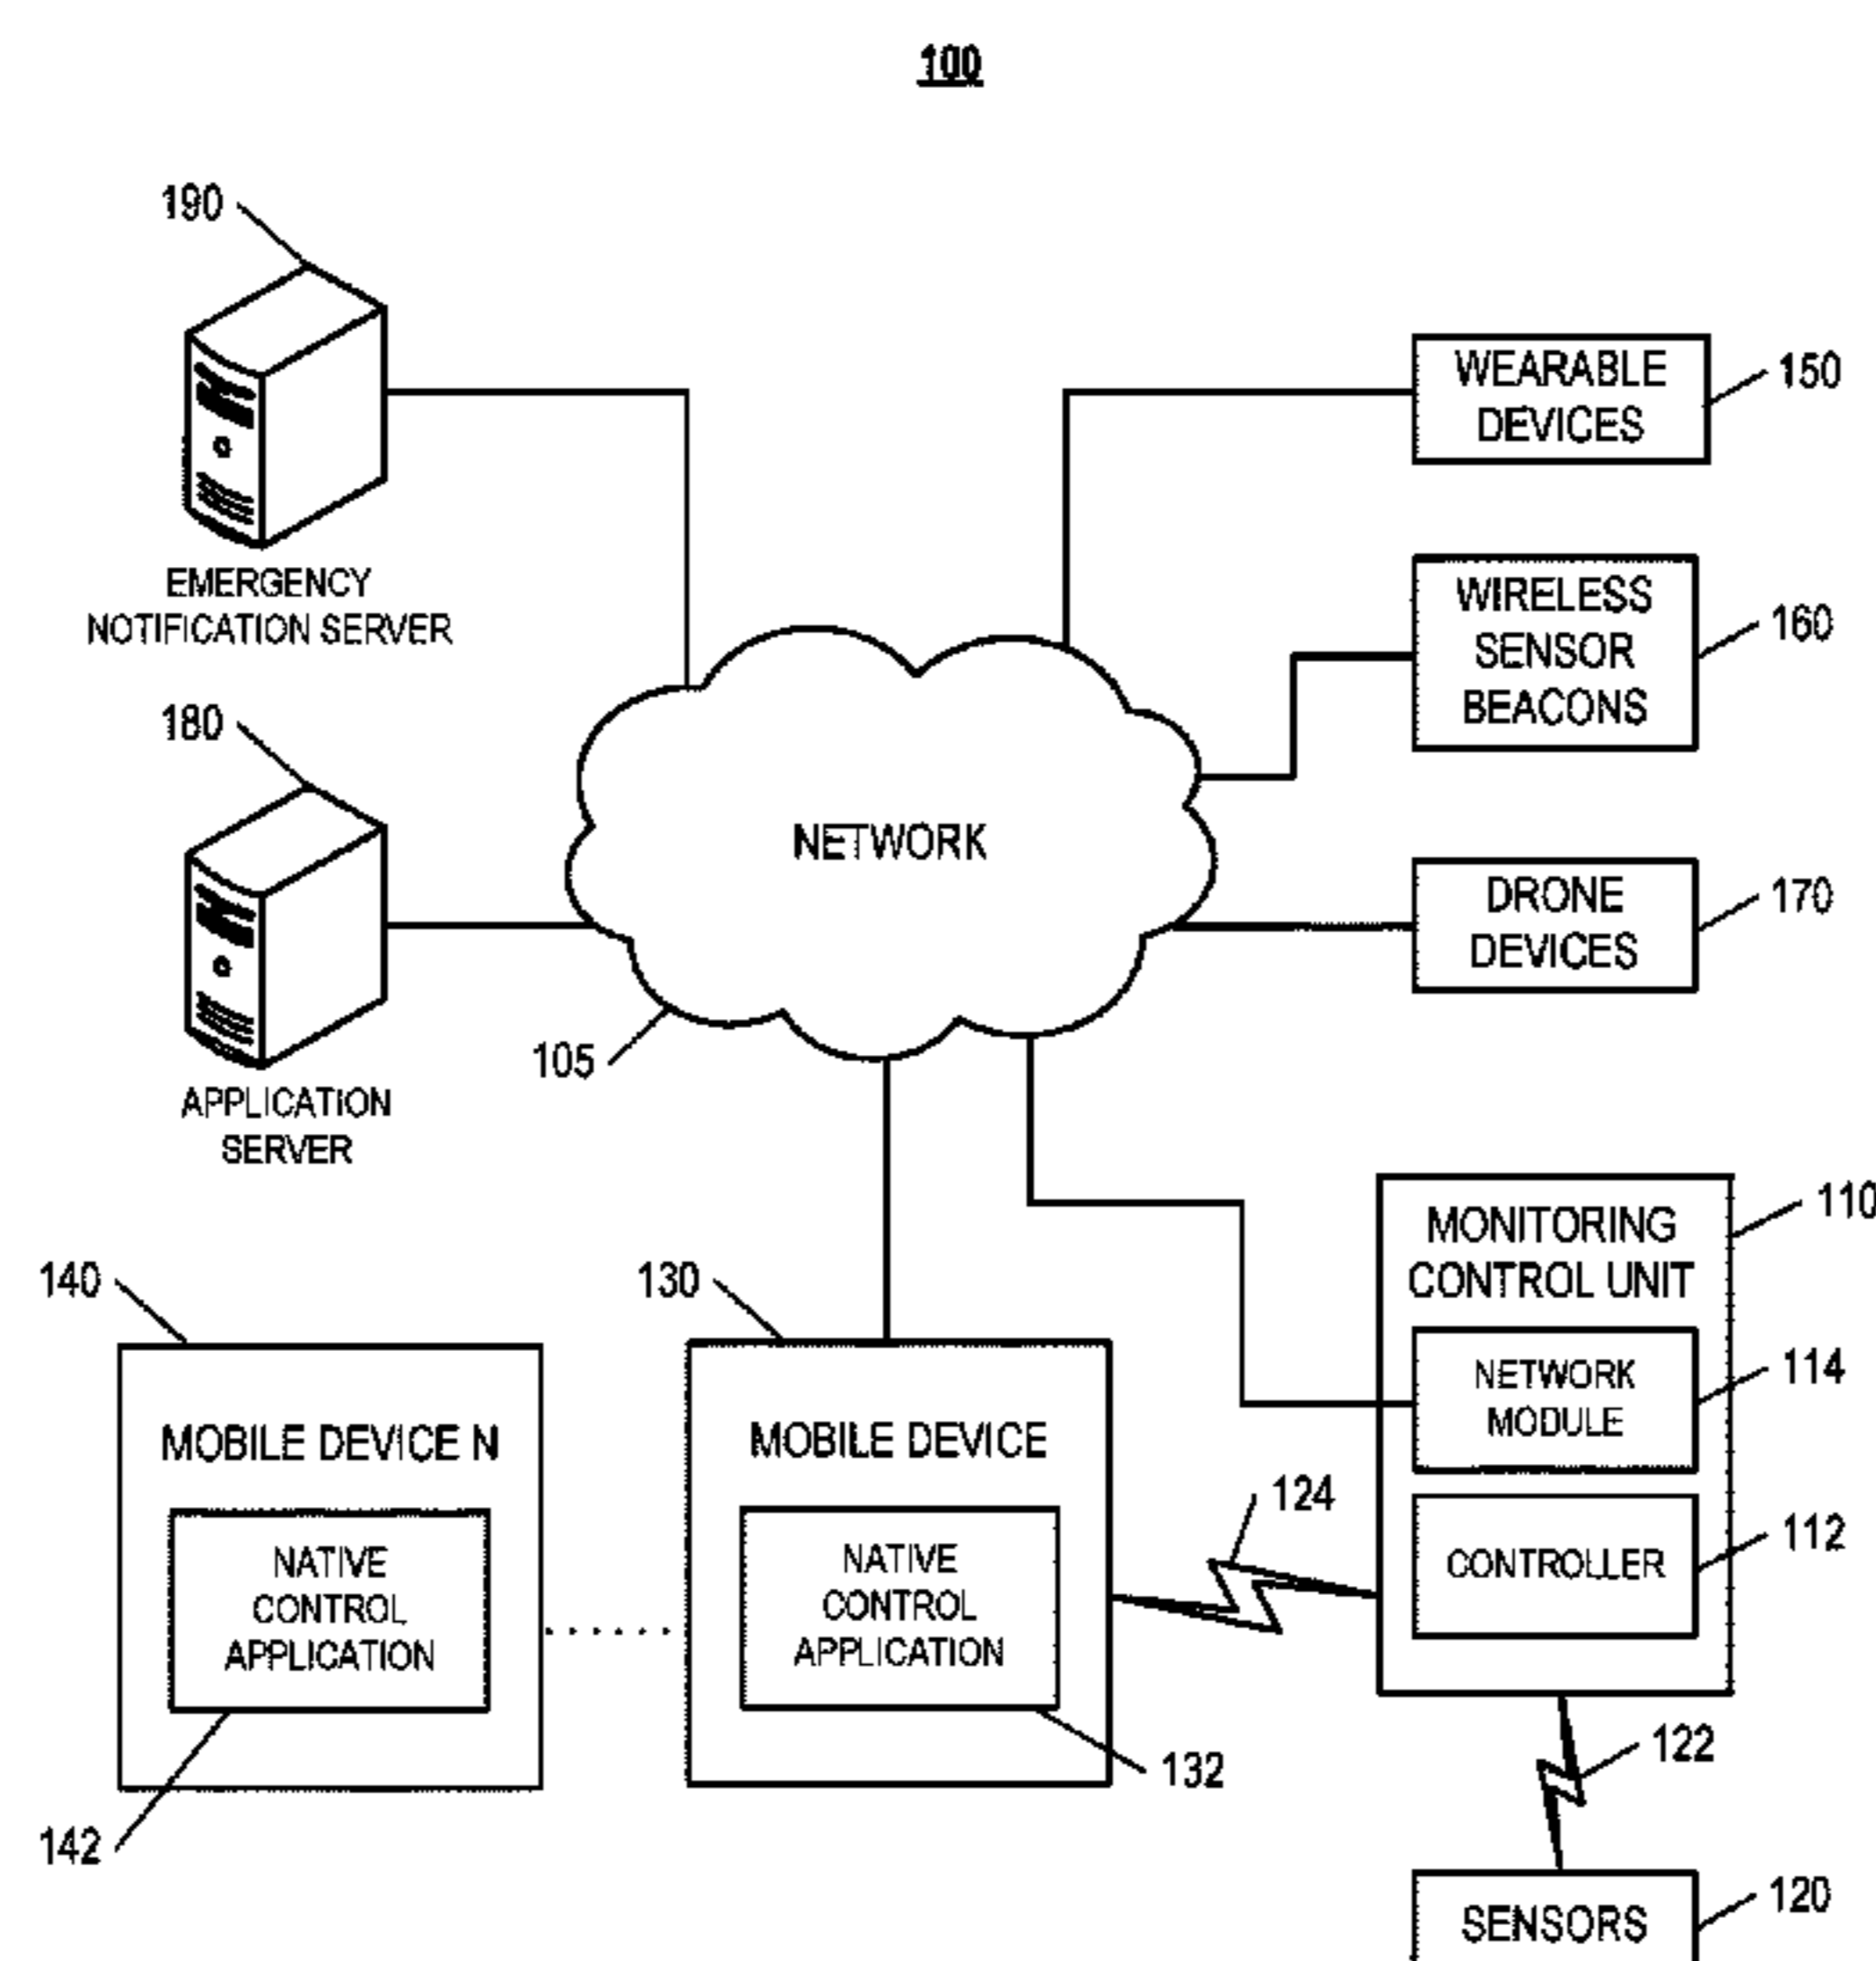 100
190
EMERGENCY
NOTIFICATION SERVER
180
APPLICATION
SERVER
NETWORK
105
WEARABLE
DEVICES
150
WIRELESS
SENSOR
BEACONS
160
DRONE
DEVICES
170
MONITORING
CONTROL UNIT
110
NETWORK
MODULE
114
CONTROLLER
112
140
MOBILE DEVICE N
NATIVE
CONTROL
APPLICATION
142
130
MOBILE DEVICE
NATIVE
CONTROL
APPLICATION
132
124
122
SENSORS
120